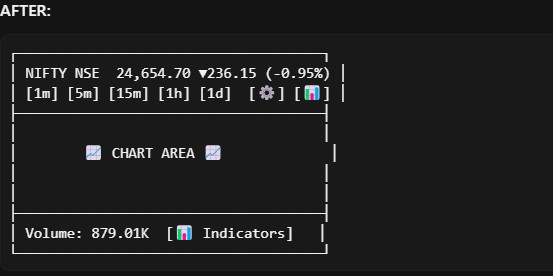 AFTER:
NIFTY NSE  24,654.70 ▼236.15 (-0.95%)
[1m] [5m] [15m] [1h] [1d]  [⚙️] [📊]
📈 CHART AREA 📈
Volume: 879.01K  [📊 Indicators]